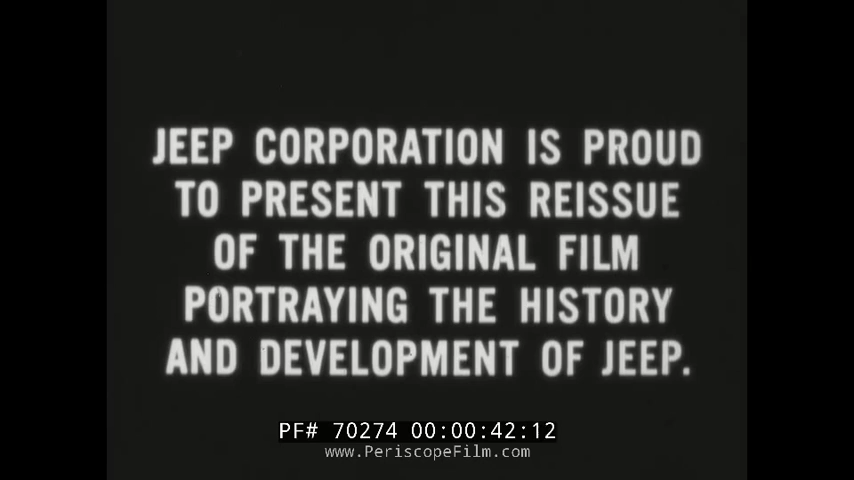 JEEP CORPORATION IS PROUD
TO PRESENT THIS REISSUE
OF THE ORIGINAL FILM
PORTRAYING THE HISTORY
AND DEVELOPMENT OF JEEP.
PF# 70274 00:00:42:12
www.PeriscopeFilm.com